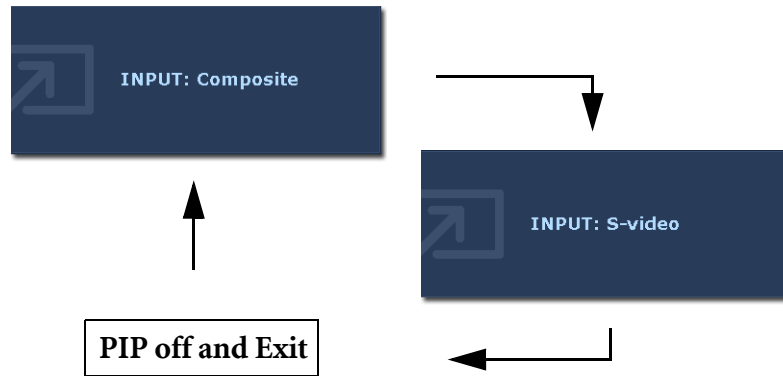 INPUT: Composite
INPUT: S-video
PIP off and Exit